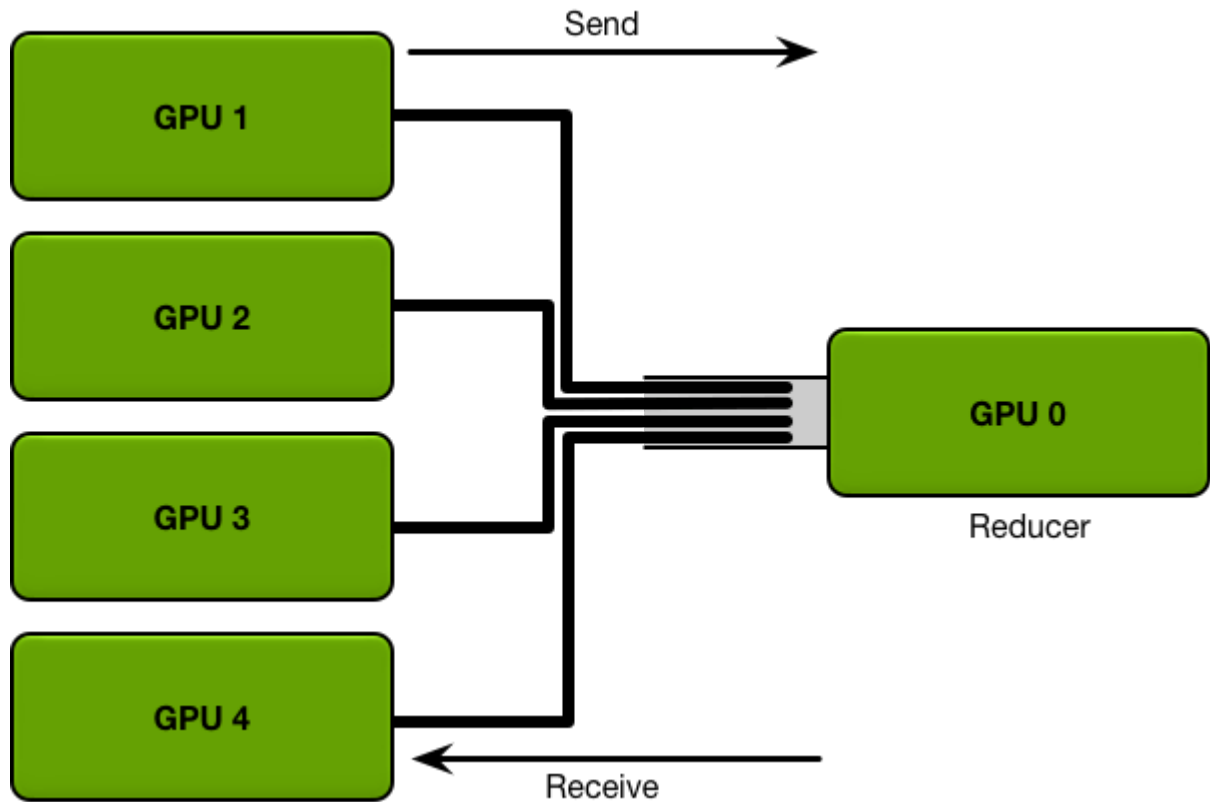 Send
GPU 1
GPU 2
GPU 0
GPU 3
Reducer
GPU 4
Receive